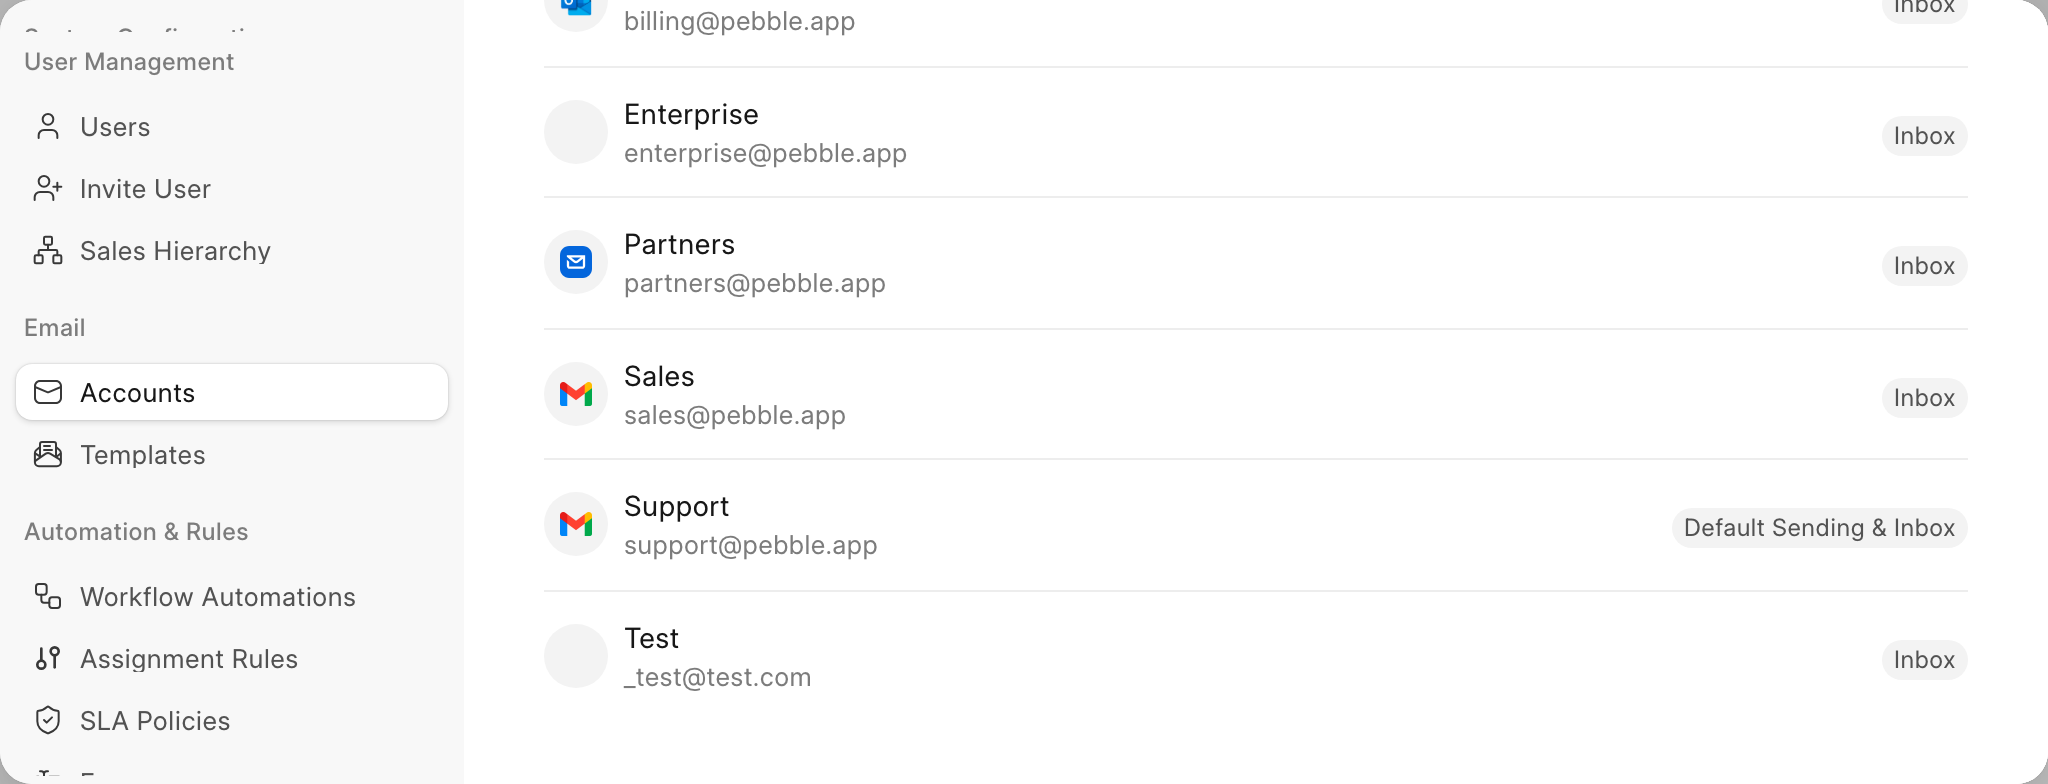 User Management
Users
Invite User
Sales Hierarchy
Email
Accounts
Templates
Automation & Rules
Workflow Automations
Assignment Rules
SLA Policies
billing@pebble.app
Inbox
Enterprise
enterprise@pebble.app
Inbox
Partners
partners@pebble.app
Inbox
Sales
sales@pebble.app
Inbox
Support
support@pebble.app
Default Sending & Inbox
Test
_test@test.com
Inbox